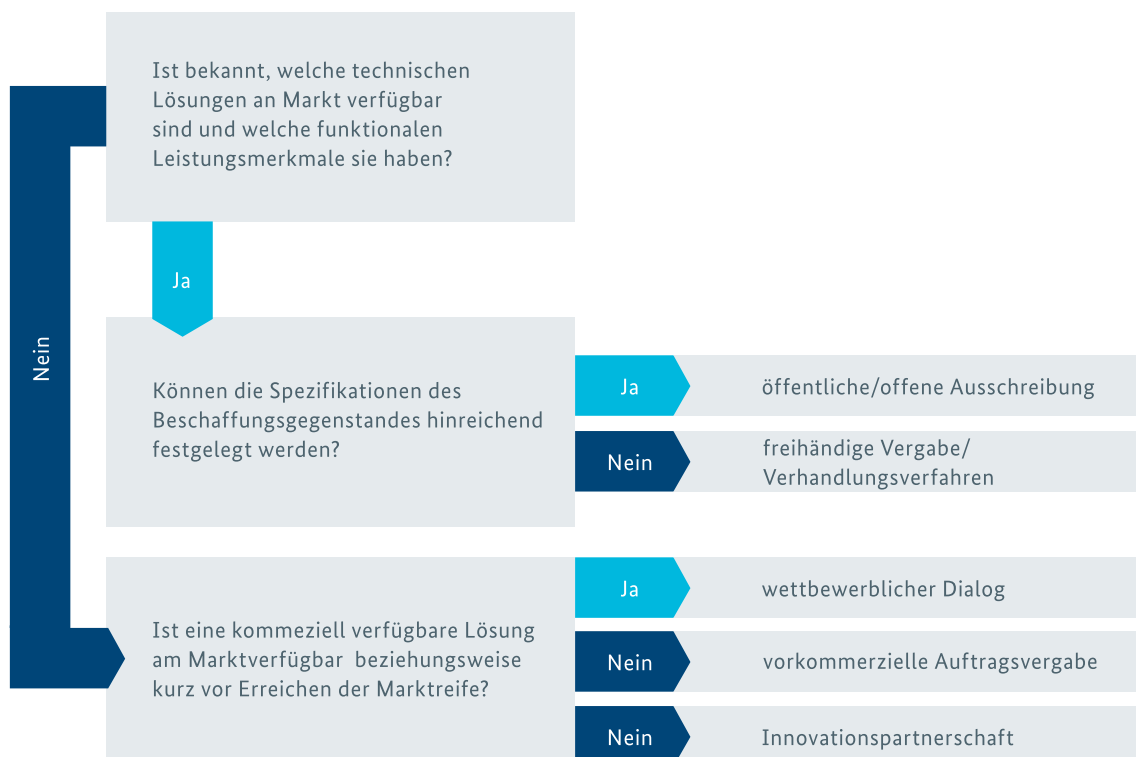 Ist bekannt, welche technischen
Lösungen an Markt verfügbar
sind und welche funktionalen
Leistungsmerkmale sie haben?
Ja
Nein
Können die Spezifikationen des
Beschaffungsgegenstandes hinreichend
festgelegt werden?
Ja
öffentliche/offene Ausschreibung
Nein
freihändige Vergabe/
Verhandlungsverfahren
Ist eine kommeziell verfügbare Lösung
am Marktverfügbar beziehungsweise
kurz vor Erreichen der Marktreife?
Ja
wettbewerblicher Dialog
Nein
vorkommerzielle Auftragsvergabe
Nein
Innovationspartnerschaft